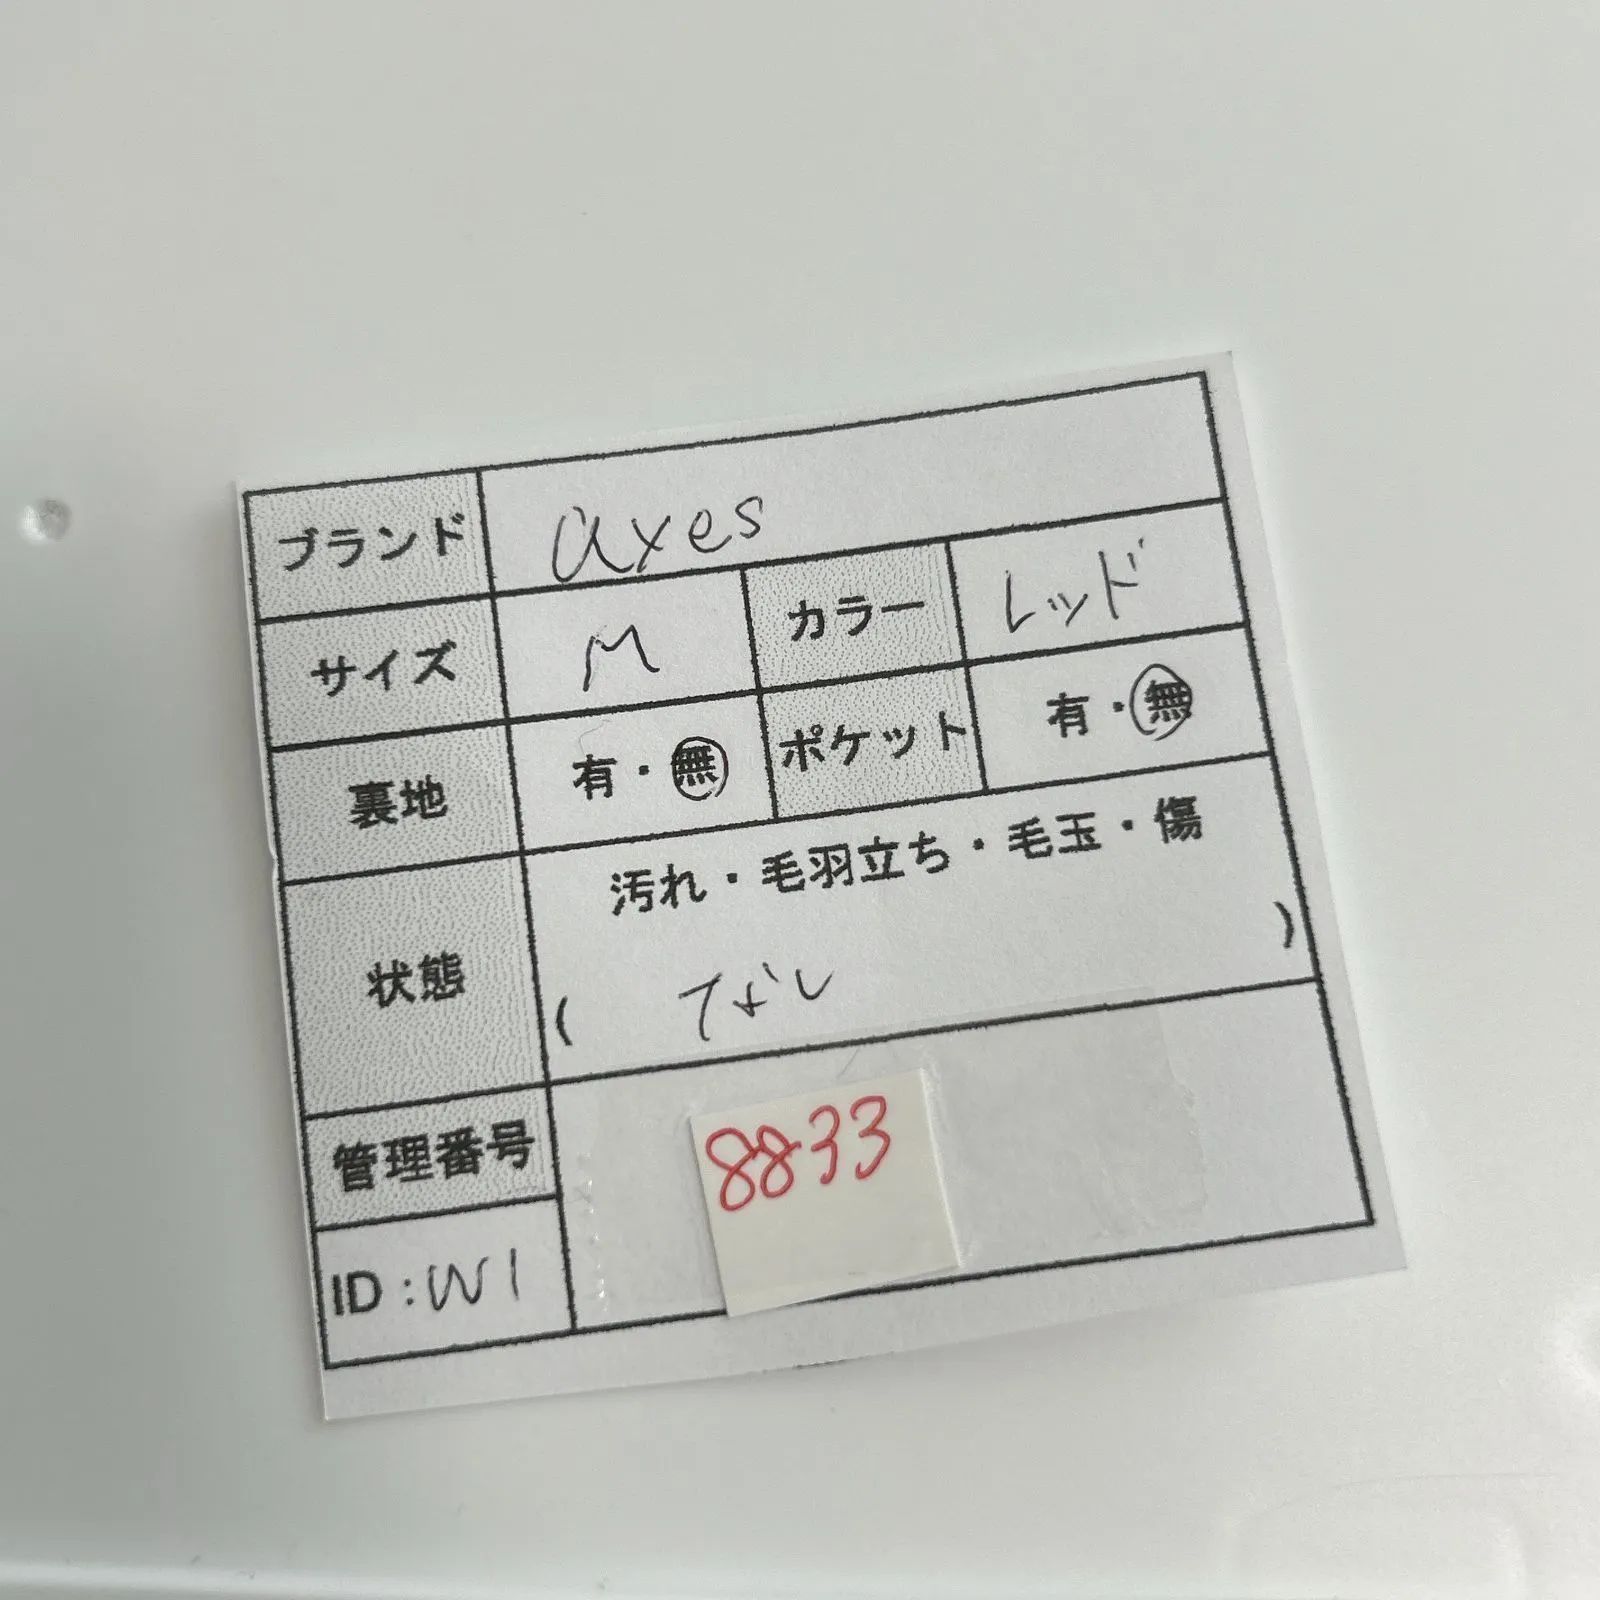 ブランド axes
サイズ M カラー レッド
裏地 有・無 ポケット 有・無
汚れ・毛羽立ち・毛玉・傷
状態 ( なし )
管理番号 8833
ID:W1